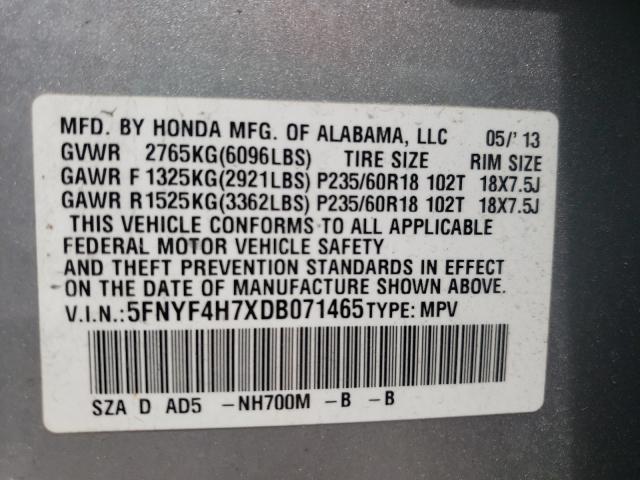 MFD. BY HONDA MFG. OF ALABAMA, LLC 05/'13
GVWR 2765KG(6096LBS) TIRE SIZE RIM SIZE
GAWR F 1325KG(2921LBS) P235/60R18 102T 18X7.5J
GAWR R 1525KG(3362LBS) P235/60R18 102T 18X7.5J
THIS VEHICLE CONFORMS TO ALL APPLICABLE
FEDERAL MOTOR VEHICLE SAFETY
AND THEFT PREVENTION STANDARDS IN EFFECT
ON THE DATE OF MANUFACTURE SHOWN ABOVE.
V.I.N.:5FNYF4H7XDB071465 TYPE: MPV
SZA D AD5 -NH700M -B -B